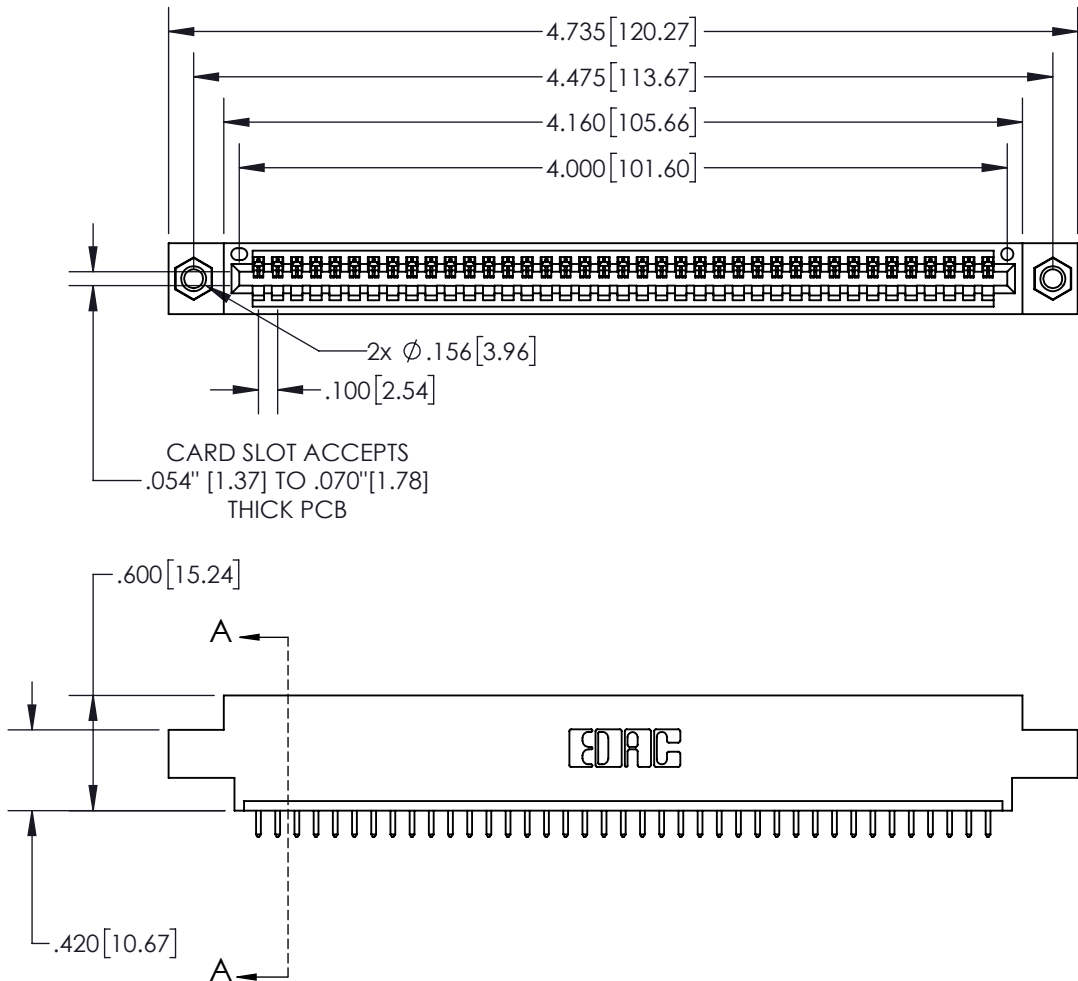 4.735[120.27]
4.475[113.67]
4.160[105.66]
4.000[101.60]
2x Ø.156[3.96]
.100[2.54]
CARD SLOT ACCEPTS
.054" [1.37] TO .070"[1.78]
THICK PCB
.600[15.24]
A
EDAC
.420[10.67]
A